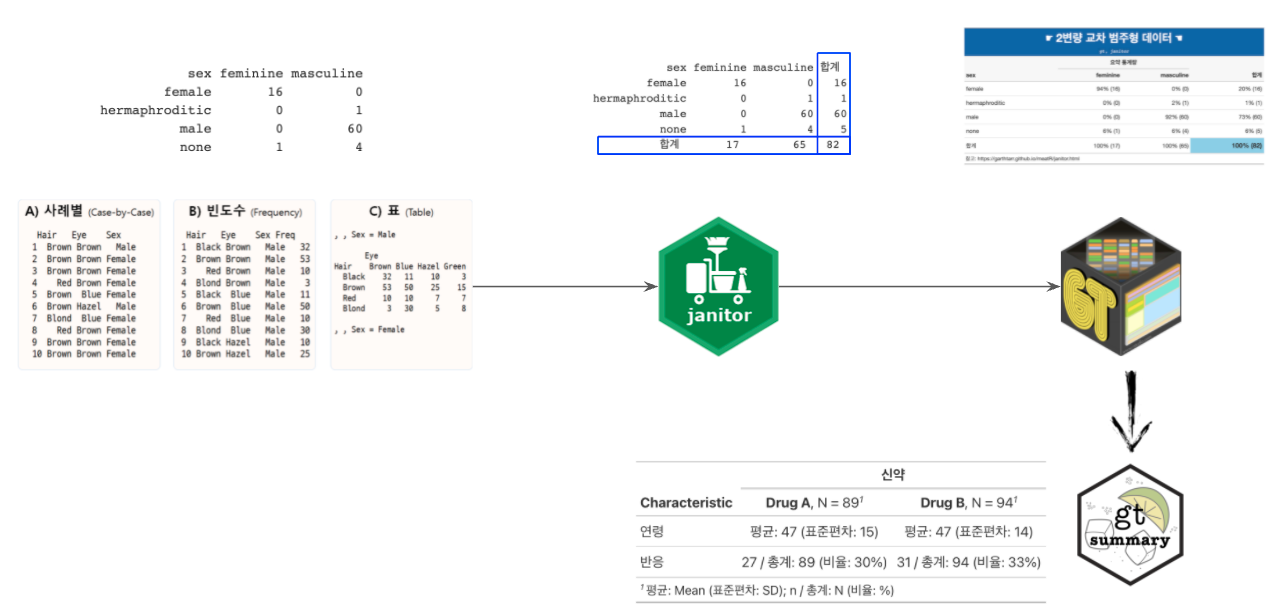 sex feminine masculine
female 16 0
hermaphroditic 0 1
male 0 60
none 1 4
sex feminine masculine 합계
female 16 0 16
hermaphroditic 0 1 1
male 0 60 60
none 1 4 5
합계 17 65 82
☛ 2변량 교차 범주형 데이터 ☚
gt, janitor
요약 통계량
sex feminine masculine 합계
female 94% (16) 0% (0) 20% (16)
hermaphroditic 0% (0) 2% (1) 1% (1)
male 0% (0) 92% (60) 73% (60)
none 6% (1) 6% (4) 6% (5)
합계 100% (17) 100% (65) 100% (82)
A) 사례별 (Case-by-Case)
Hair Eye Sex
1 Brown Brown Male
2 Brown Brown Female
3 Brown Brown Female
4 Red Brown Female
5 Brown Blue Female
6 Brown Hazel Male
7 Blond Blue Female
8 Red Brown Female
9 Brown Brown Female
10 Brown Brown Female
B) 빈도수 (Frequency)
Hair Eye Sex Freq
1 Black Brown Male 32
2 Brown Brown Male 53
3 Red Brown Male 10
4 Blond Brown Male 3
5 Black Blue Male 11
6 Brown Blue Male 50
7 Red Blue Male 10
8 Blond Blue Male 30
9 Black Hazel Male 10
10 Brown Hazel Male 25
C) 표 (Table)
, , Sex = Male
Eye
Hair Brown Blue Hazel Green
Black 32 11 10 3
Brown 53 50 25 15
Red 10 10 7 7
Blond 3 30 5 8
, , Sex = Female
janitor
GT
신약
Characteristic Drug A, N = 89¹ Drug B, N = 94¹
연령 평균: 47 (표준편차: 15) 평균: 47 (표준편차: 14)
반응 27 / 총계: 89 (비율: 30%) 31 / 총계: 94 (비율: 33%)
¹ 평균: Mean (표준편차: SD); n / 총계: N (비율: %)
gt
summary